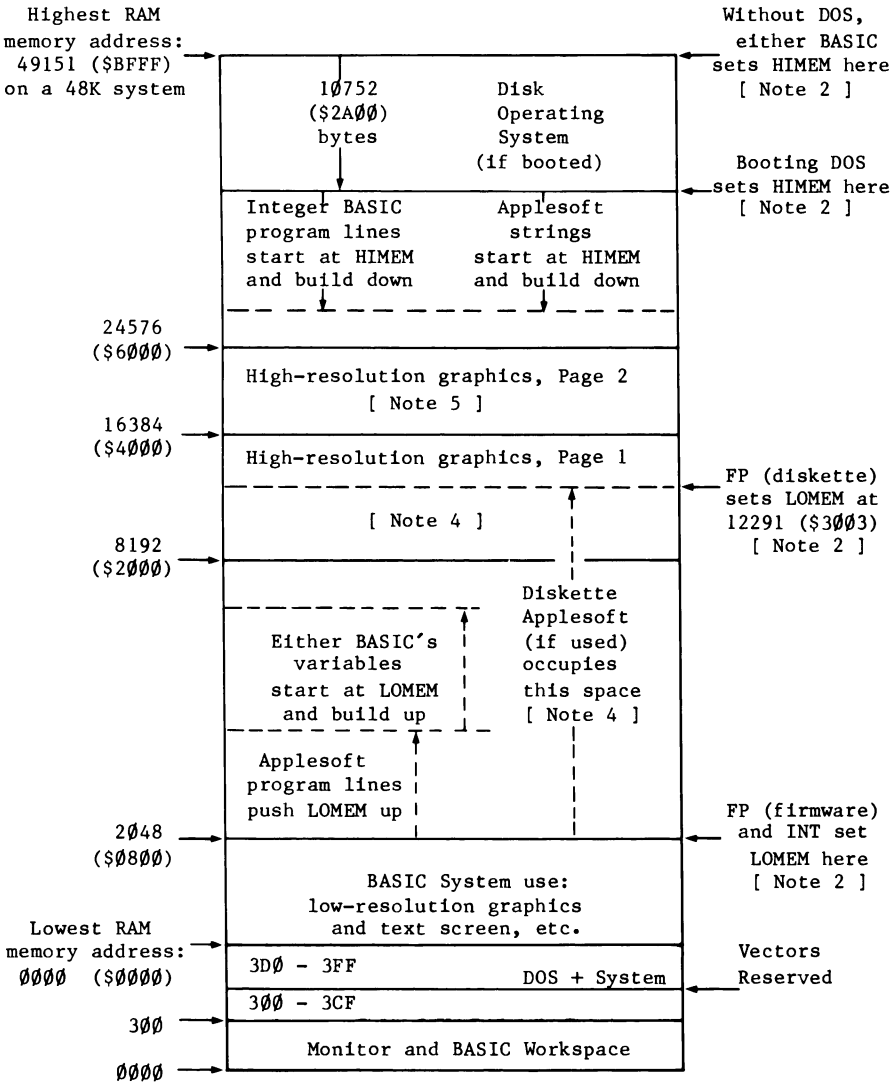 Highest RAM
memory address:
49151 ($BFFF)
on a 48K system
Without DOS,
either BASIC
sets HIMEM here
[ Note 2 ]
10752
($2A00)
bytes
Disk
Operating
System
(if booted)
Booting DOS
sets HIMEM here
[ Note 2 ]
Integer BASIC
program lines
start at HIMEM
and build down
Applesoft
strings
start at HIMEM
and build down
24576
($6000)
High-resolution graphics, Page 2
[ Note 5 ]
16384
($4000)
High-resolution graphics, Page 1
FP (diskette)
sets LOMEM at
12291 ($3003)
[ Note 2 ]
[ Note 4 ]
8192
($2000)
Diskette
Applesoft
(if used)
occupies
this space
[ Note 4 ]
Either BASIC's
variables
start at LOMEM
and build up
Applesoft
program lines
push LOMEM up
2048
($0800)
FP (firmware)
and INT set
LOMEM here
[ Note 2 ]
BASIC System use:
low-resolution graphics
and text screen, etc.
Lowest RAM
memory address:
0000 ($0000)
3D0 - 3FF
DOS + System
Vectors
Reserved
300 - 3CF
300
Monitor and BASIC Workspace
0000